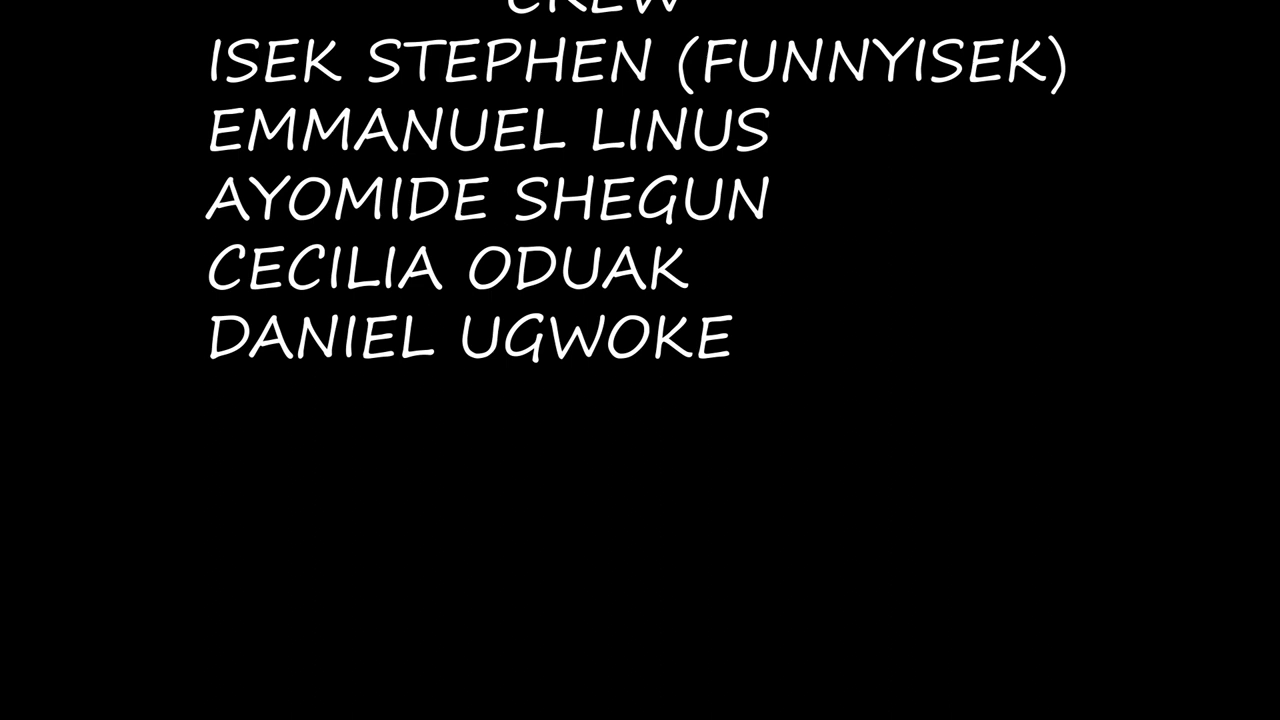 CREW
ISEK STEPHEN (FUNNYISEK)
EMMANUEL LINUS
AYOMIDE SHEGUN
CECILIA ODUAK
DANIEL UGWOKE